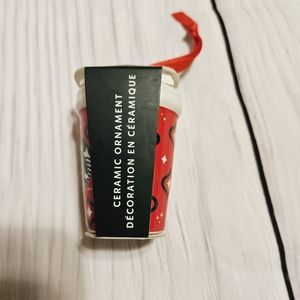 CERAMIC ORNAMENT
DÉCORATION EN CÉRAMIQUE